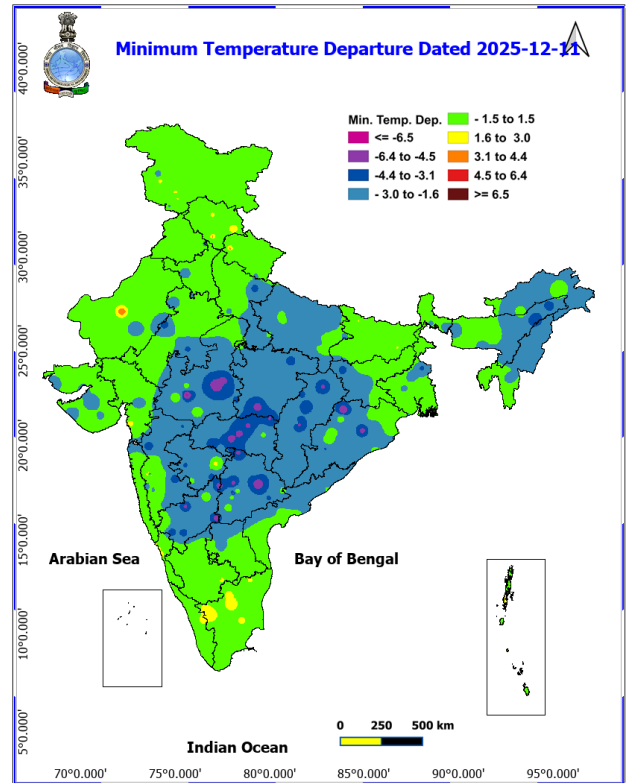 Minimum Temperature Departure Dated 2025-12-11
40°0.000'
Min. Temp. Dep.
<= -6.5
-6.4 to -4.5
-4.4 to -3.1
- 3.0 to -1.6
- 1.5 to 1.5
1.6 to 3.0
3.1 to 4.4
4.5 to 6.4
>= 6.5
35°0.000'
30°0.000'
25°0.000'
20°0.000'
15°0.000'
Arabian Sea
Bay of Bengal
10°0.000'
5°0.000'
0 250 500 km
Indian Ocean
70°0.000' 75°0.000' 80°0.000' 85°0.000' 90°0.000' 95°0.000'